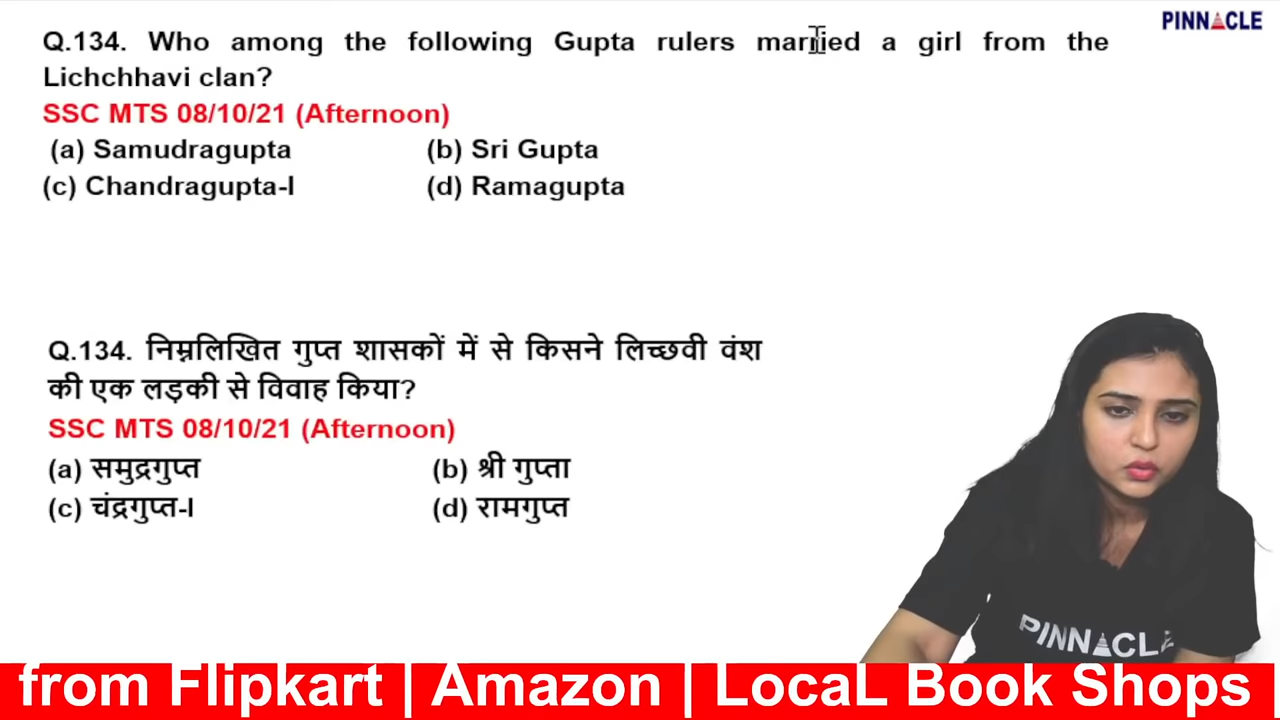 PINNACLE
Q.134. Who among the following Gupta rulers married a girl from the
Lichchhavi clan?
SSC MTS 08/10/21 (Afternoon)
(a) Samudragupta (b) Sri Gupta
(c) Chandragupta-I (d) Ramagupta
Q.134. निम्नलिखित गुप्त शासकों में से किसने लिच्छवी वंश
की एक लड़की से विवाह किया?
SSC MTS 08/10/21 (Afternoon)
(a) समुद्रगुप्त (b) श्री गुप्ता
(c) चंद्रगुप्त-I (d) रामगुप्त
PINNACLE
from Flipkart | Amazon | LocaL Book Shops